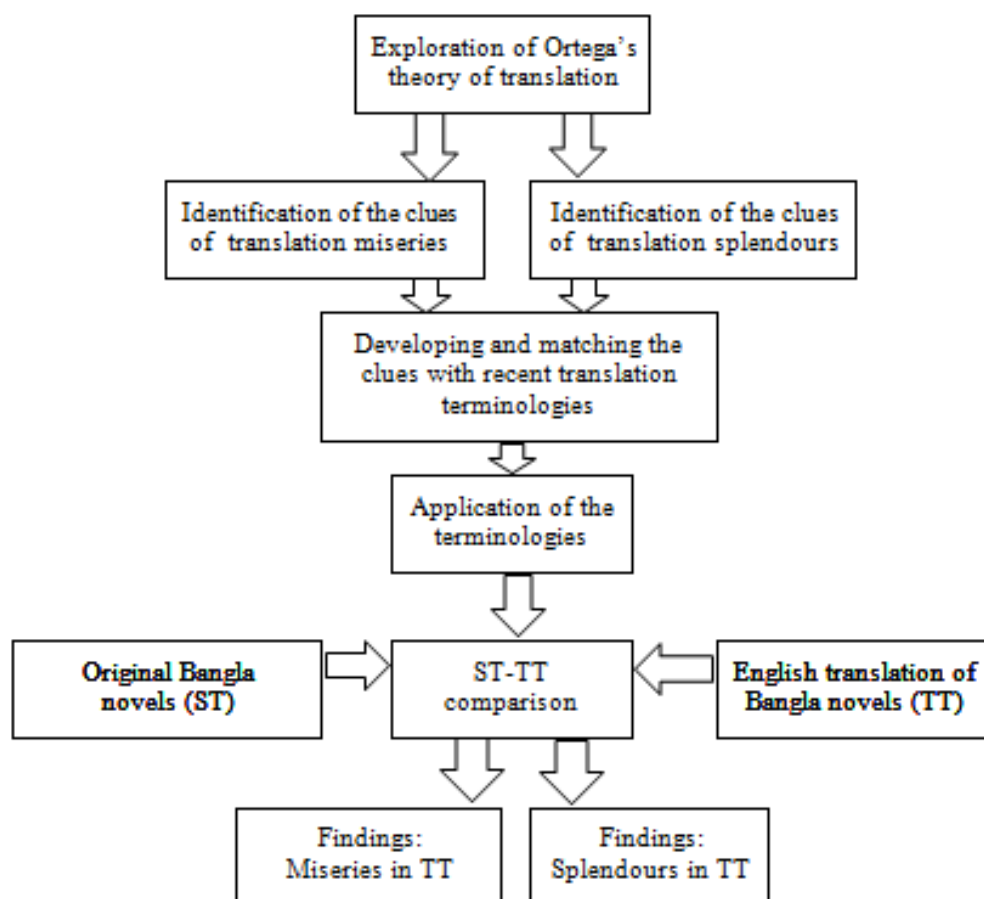 Exploration of Ortega's
theory of translation
Identification of the clues
of translation miseries
Identification of the clues
of translation splendours
Developing and matching the
clues with recent translation
terminologies
Application of the
terminologies
Original Bangla
novels (ST)
ST-TT
comparison
English translation of
Bangla novels (TT)
Findings:
Miseries in TT
Findings:
Splendours in TT